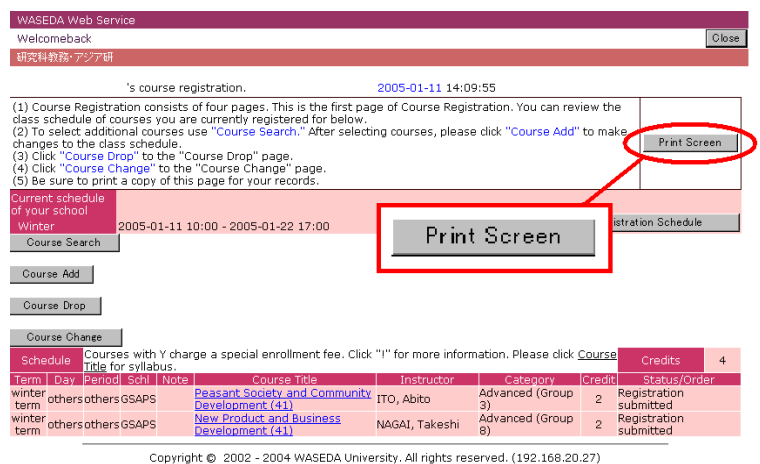 WASEDA Web Service
Welcomeback
Close
研究科教務・アジア研
's course registration. 2005-01-11 14:09:55
(1) Course Registration consists of four pages. This is the first page of Course Registration. You can review the
class schedule of courses you are currently registered for below.
(2) To select additional courses use "Course Search." After selecting courses, please click "Course Add" to make
changes to the class schedule.
(3) Click "Course Drop" to the "Course Drop" page.
(4) Click "Course Change" to the "Course Change" page.
(5) Be sure to print a copy of this page for your records.
Print Screen
Current schedule
of your school
Winter 2005-01-11 10:00 - 2005-01-22 17:00
istration Schedule
Print Screen
Course Search
Course Add
Course Drop
Course Change
Schedule
Courses with Y charge a special enrollment fee. Click "!" for more information. Please click Course
Title for syllabus.
Credits 4
Term Day Period Schl Note Course Title Instructor Category Credit Status/Order
winter term others others GSAPS Peasant Society and Community Development (41) ITO, Abito Advanced (Group 3) 2 Registration submitted
winter term others others GSAPS New Product and Business Development (41) NAGAI, Takeshi Advanced (Group 8) 2 Registration submitted
Copyright © 2002 - 2004 WASEDA University. All rights reserved. (192.168.20.27)